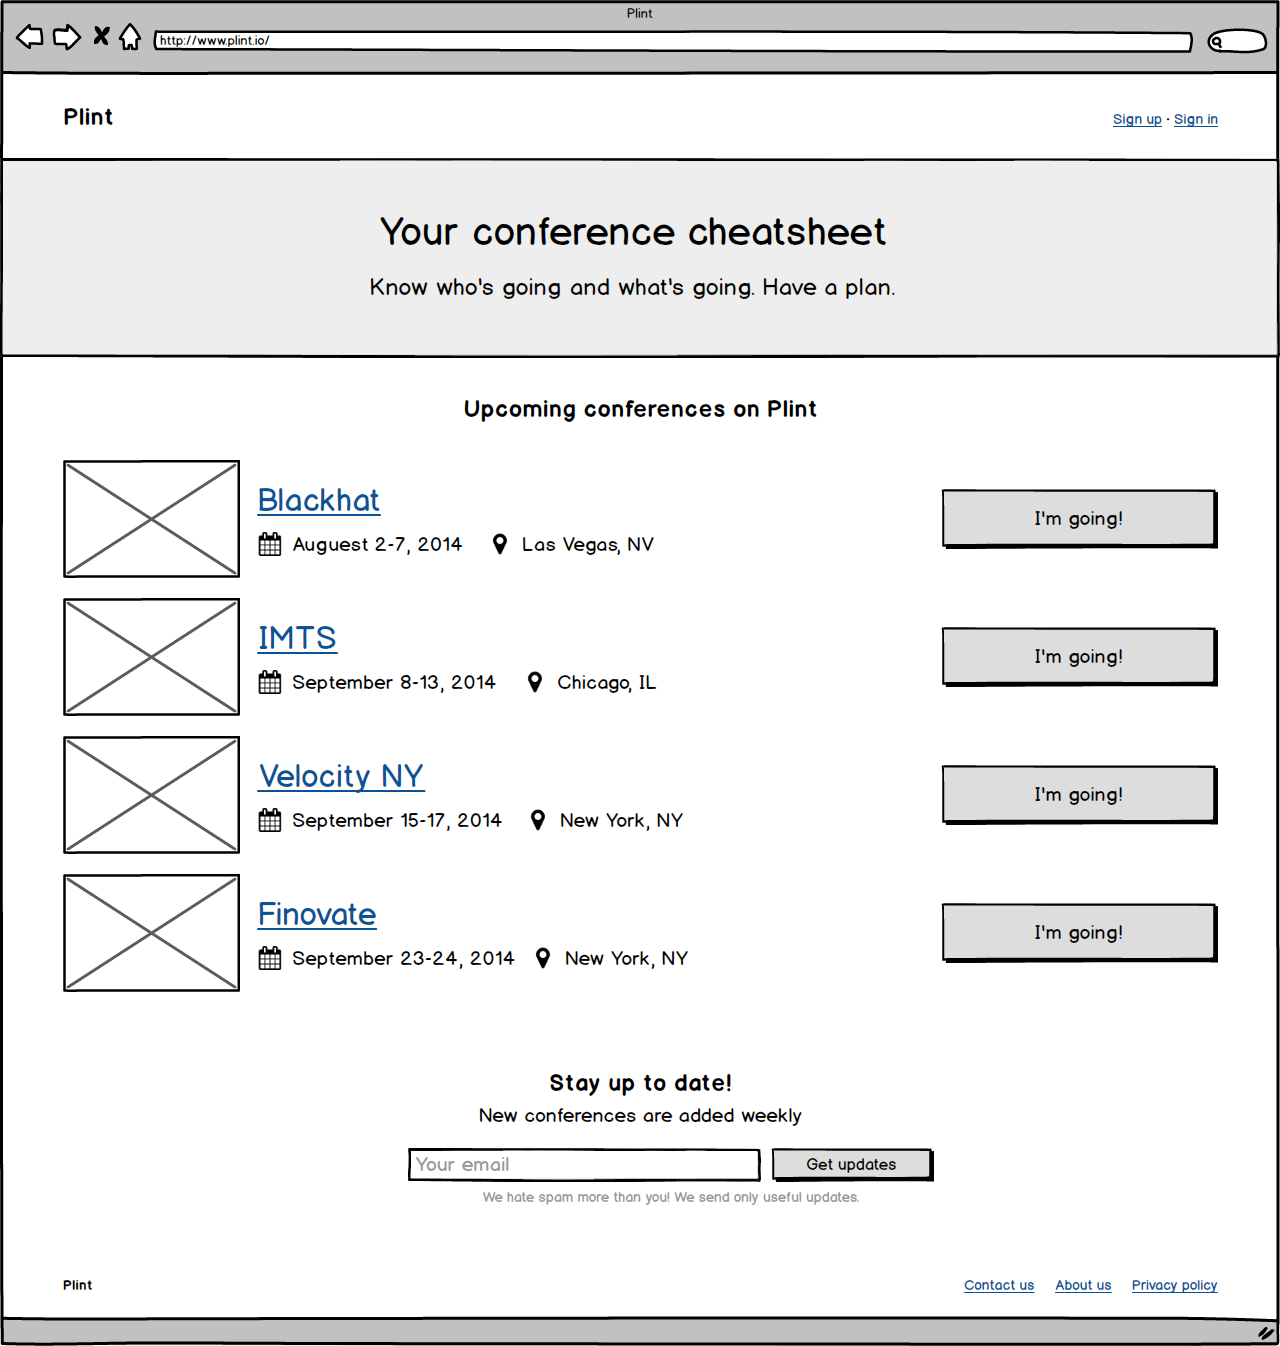 Plint
http://www.plint.io/
Plint
Sign up · Sign in
Your conference cheatsheet
Know who's going and what's going. Have a plan.
Upcoming conferences on Plint
Blackhat
Auguest 2-7, 2014 Las Vegas, NV
I'm going!
IMTS
September 8-13, 2014 Chicago, IL
I'm going!
Velocity NY
September 15-17, 2014 New York, NY
I'm going!
Finovate
September 23-24, 2014 New York, NY
I'm going!
Stay up to date!
New conferences are added weekly
Your email Get updates
We hate spam more than you! We send only useful updates.
Plint Contact us About us Privacy policy